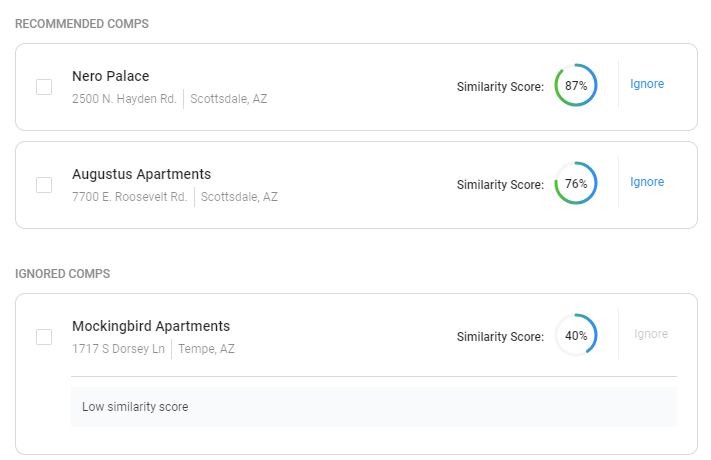 RECOMMENDED COMPS
Nero Palace
2500 N. Hayden Rd. Scottsdale, AZ
Similarity Score: 87% Ignore
Augustus Apartments
7700 E. Roosevelt Rd. Scottsdale, AZ
Similarity Score: 76% Ignore
IGNORED COMPS
Mockingbird Apartments
1717 S Dorsey Ln Tempe, AZ
Similarity Score: 40% Ignore
Low similarity score